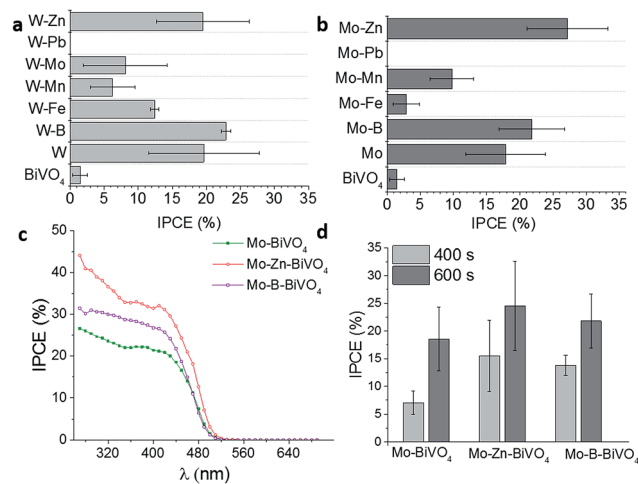 a
W-Zn
W-Pb
W-Mo
W-Mn
W-Fe
W-B
W
BiVO₄
0 5 10 15 20 25 30 35
IPCE (%)
b
Mo-Zn
Mo-Pb
Mo-Mn
Mo-Fe
Mo-B
Mo
BiVO₄
0 5 10 15 20 25 30 35
IPCE (%)
c
50
40
30
20
10
0
IPCE (%)
Mo-BiVO₄
Mo-Zn-BiVO₄
Mo-B-BiVO₄
320 400 480 560 640
λ (nm)
d
35
30
25
20
15
10
5
0
IPCE (%)
400 s
600 s
Mo-BiVO₄ Mo-Zn-BiVO₄ Mo-B-BiVO₄